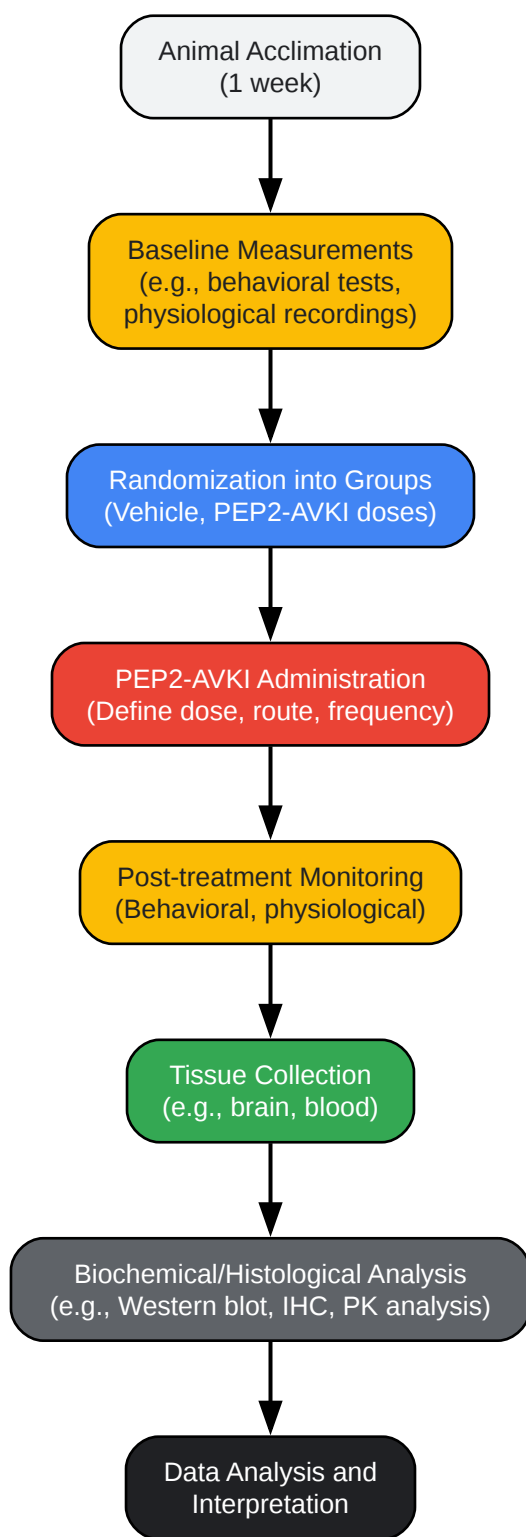 Animal Acclimation
(1 week)
Baseline Measurements
(e.g., behavioral tests,
physiological recordings)
Randomization into Groups
(Vehicle, PEP2-AVKI doses)
PEP2-AVKI Administration
(Define dose, route, frequency)
Post-treatment Monitoring
(Behavioral, physiological)
Tissue Collection
(e.g., brain, blood)
Biochemical/Histological Analysis
(e.g., Western blot, IHC, PK analysis)
Data Analysis and
Interpretation